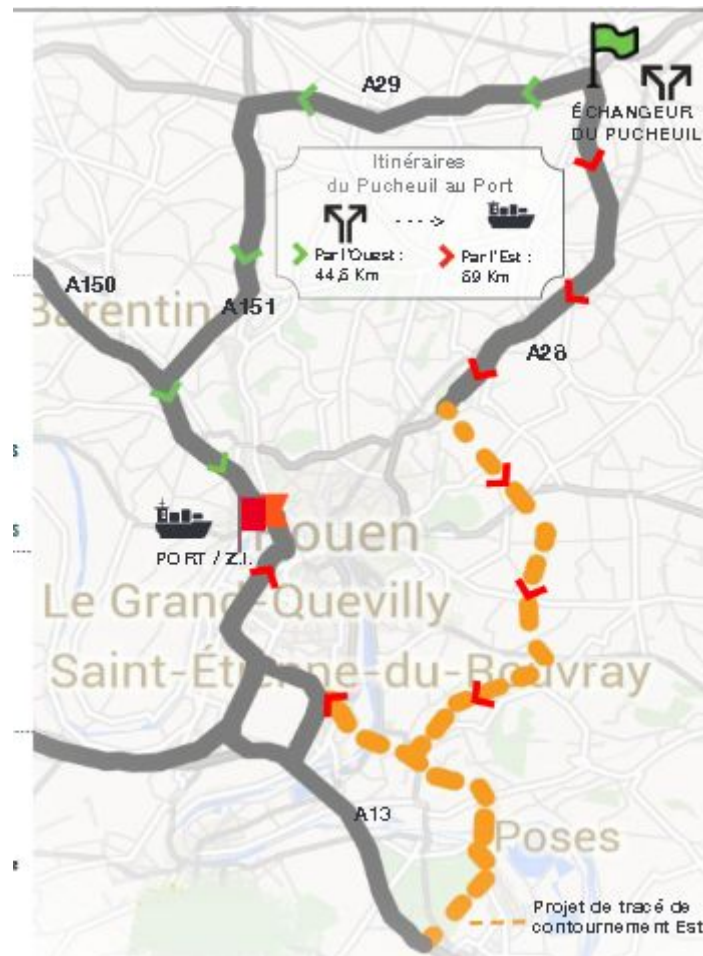 A29
ÉCHANGEUR
DU PUCHEUIL
Itinéraires
du Pucheuil au Port
Par l'Ouest :
44,5 Km
Par l'Est :
59 Km
A150
Barentin
A151
A28
Rouen
PORT / Z.I.
Le Grand-Quevilly
Saint-Étienne-du-Rouvray
A13
Poses
Projet de tracé de
contournement Est